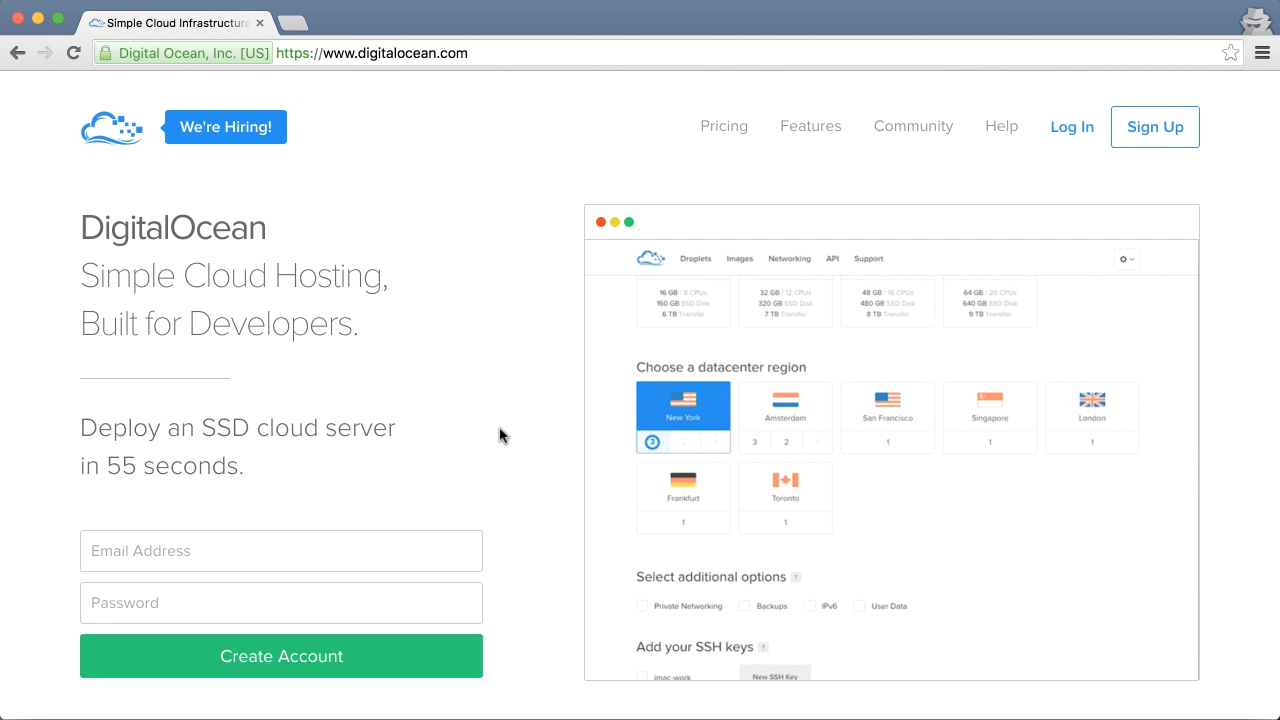 Simple Cloud Infrastructure
Digital Ocean, Inc. [US] https://www.digitalocean.com
We're Hiring!
Pricing Features Community Help Log In Sign Up
DigitalOcean
Simple Cloud Hosting,
Built for Developers.
Deploy an SSD cloud server
in 55 seconds.
Email Address
Password
Create Account
Droplets Images Networking API Support
16 GB / 8 CPUs 32 GB / 12 CPUs 48 GB / 16 CPUs 64 GB / 20 CPUs
160 GB SSD Disk 320 GB SSD Disk 480 GB SSD Disk 640 GB SSD Disk
6 TB Transfer 7 TB Transfer 8 TB Transfer 9 TB Transfer
Choose a datacenter region
New York Amsterdam San Francisco Singapore London
3 2 1 3 2 1 1 1 1
Frankfurt Toronto
1 1
Select additional options ?
Private Networking Backups IPv6 User Data
Add your SSH keys ?
imac-work New SSH Key